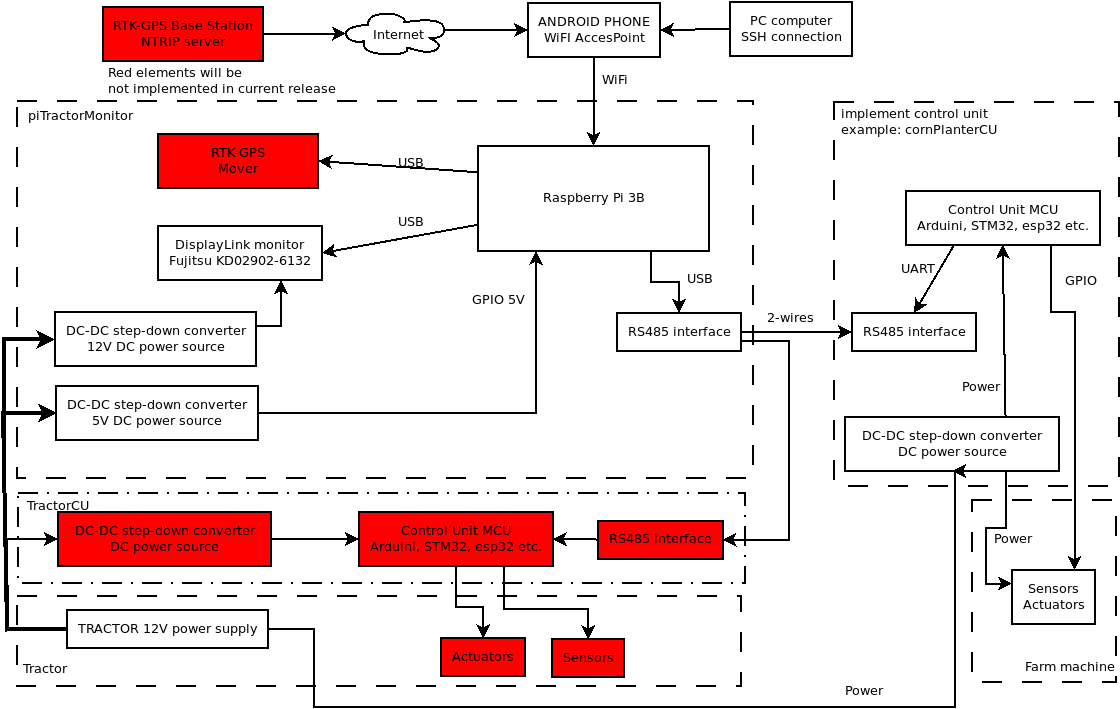 RTK-GPS Base Station
NTRIP server
Internet
ANDROID PHONE
WiFI AccesPoint
PC computer
SSH connection
Red elements will be
not implemented in current release
WiFi
piTractorMonitor
implement control unit
example: cornPlanterCU
RTK-GPS
Mover
USB
Raspberry Pi 3B
Control Unit MCU
Arduini, STM32, esp32 etc.
USB
DisplayLink monitor
Fujitsu KD02902-6132
UART
GPIO
USB
GPIO 5V
DC-DC step-down converter
12V DC power source
RS485 interface
2-wires
RS485 interface
Power
DC-DC step-down converter
5V DC power source
DC-DC step-down converter
DC power source
TractorCU
DC-DC step-down converter
DC power source
Control Unit MCU
Arduini, STM32, esp32 etc.
RS485 interface
Power
Sensors
Actuators
TRACTOR 12V power supply
Actuators
Sensors
Tractor
Farm machine
Power